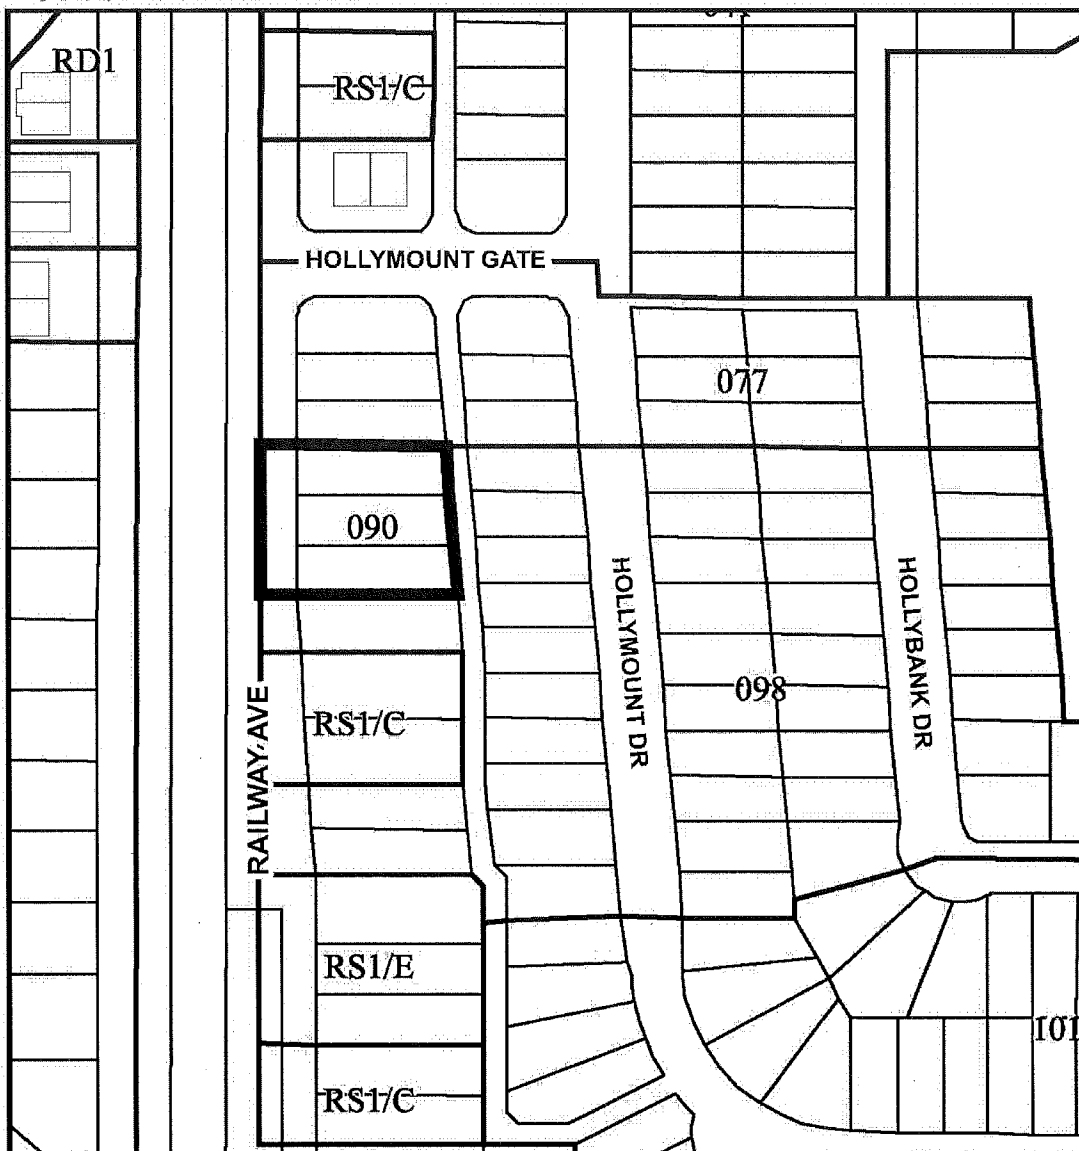 RD1
RS1/C
HOLLYMOUNT GATE
077
090
HOLLYMOUNT DR
HOLLYBANK DR
098
RS1/C
RAILWAY AVE
RS1/E
101
RS1/C